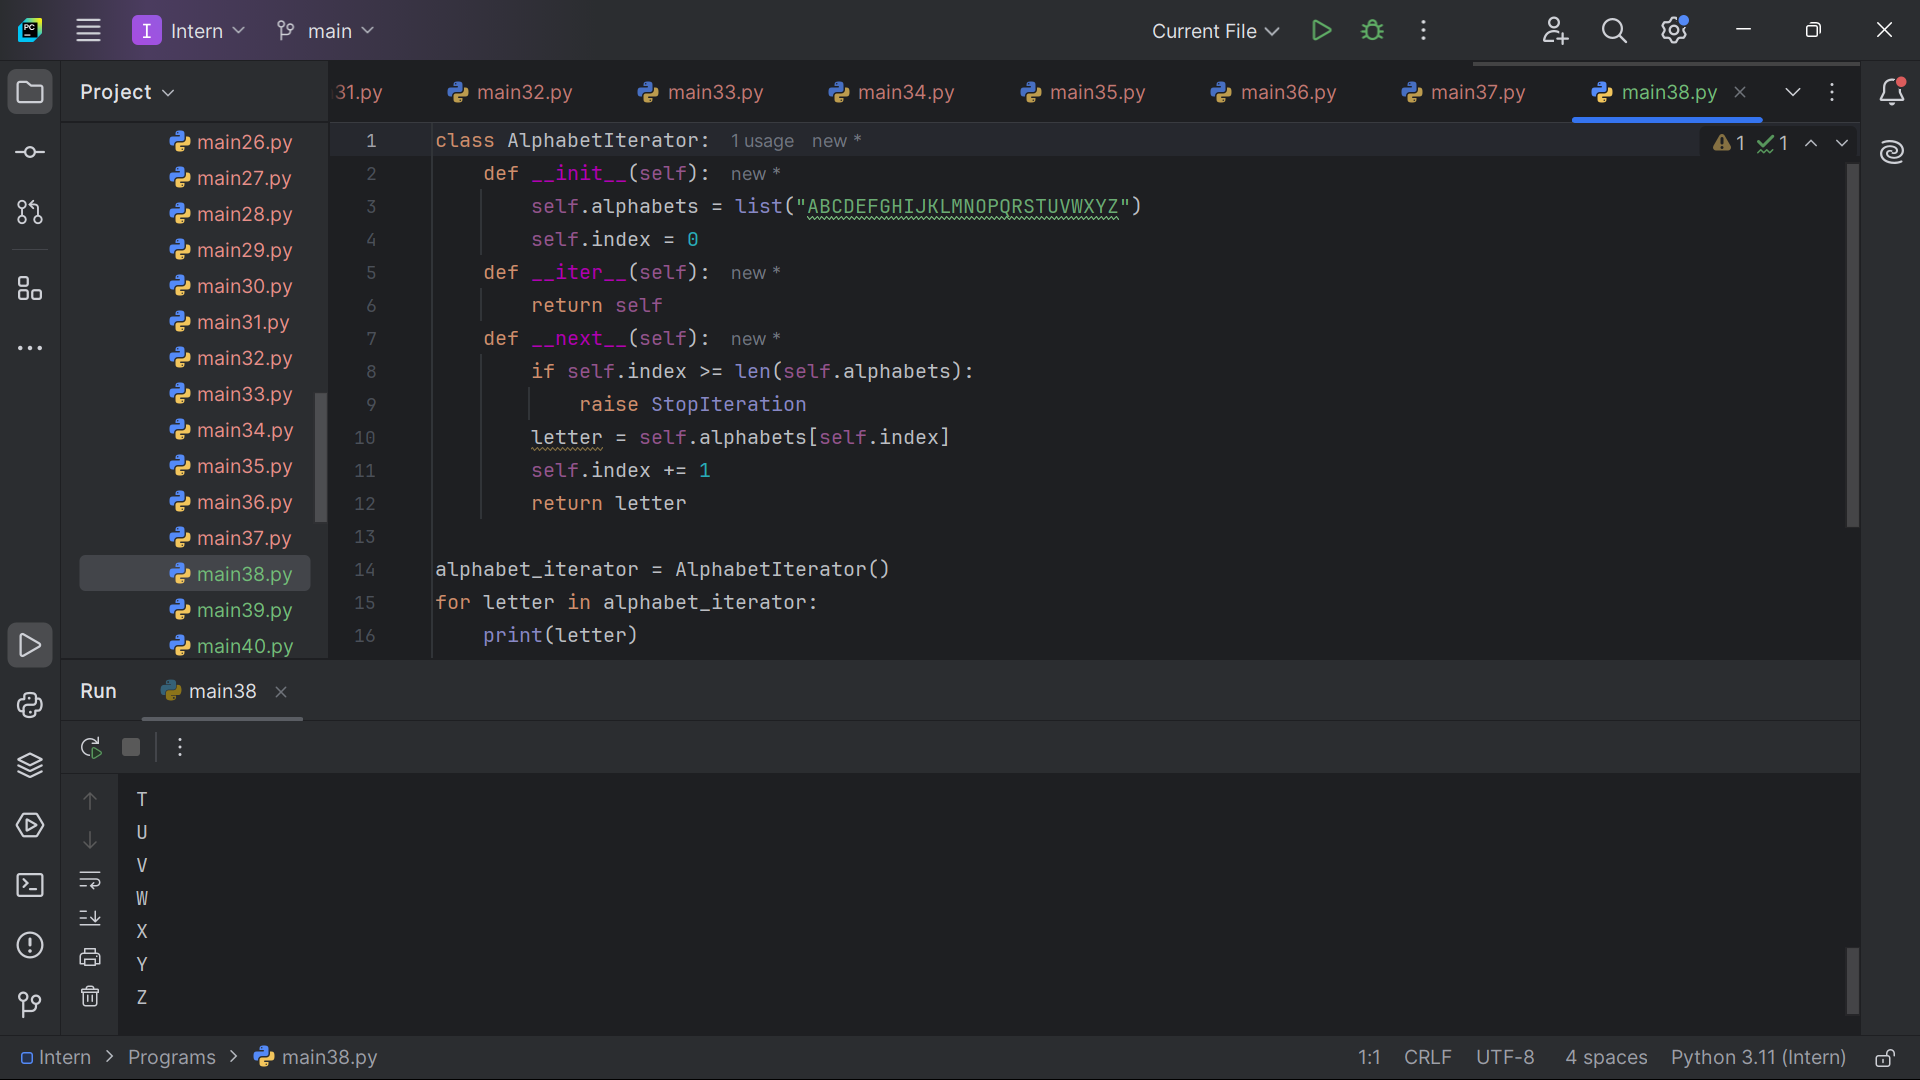 PC
I Intern main Current File
Project
31.py main32.py main33.py main34.py main35.py main36.py main37.py main38.py
main26.py
main27.py
main28.py
main29.py
main30.py
main31.py
main32.py
main33.py
main34.py
main35.py
main36.py
main37.py
main38.py
main39.py
main40.py
1 class AlphabetIterator: 1 usage new *
1 1
2 def __init__(self): new *
3 self.alphabets = list("ABCDEFGHIJKLMNOPQRSTUVWXYZ")
4 self.index = 0
5 def __iter__(self): new *
6 return self
7 def __next__(self): new *
8 if self.index >= len(self.alphabets):
9 raise StopIteration
10 letter = self.alphabets[self.index]
11 self.index += 1
12 return letter
13
14 alphabet_iterator = AlphabetIterator()
15 for letter in alphabet_iterator:
16 print(letter)
Run main38
T
U
V
W
X
Y
Z
Intern > Programs > main38.py 1:1 CRLF UTF-8 4 spaces Python 3.11 (Intern)